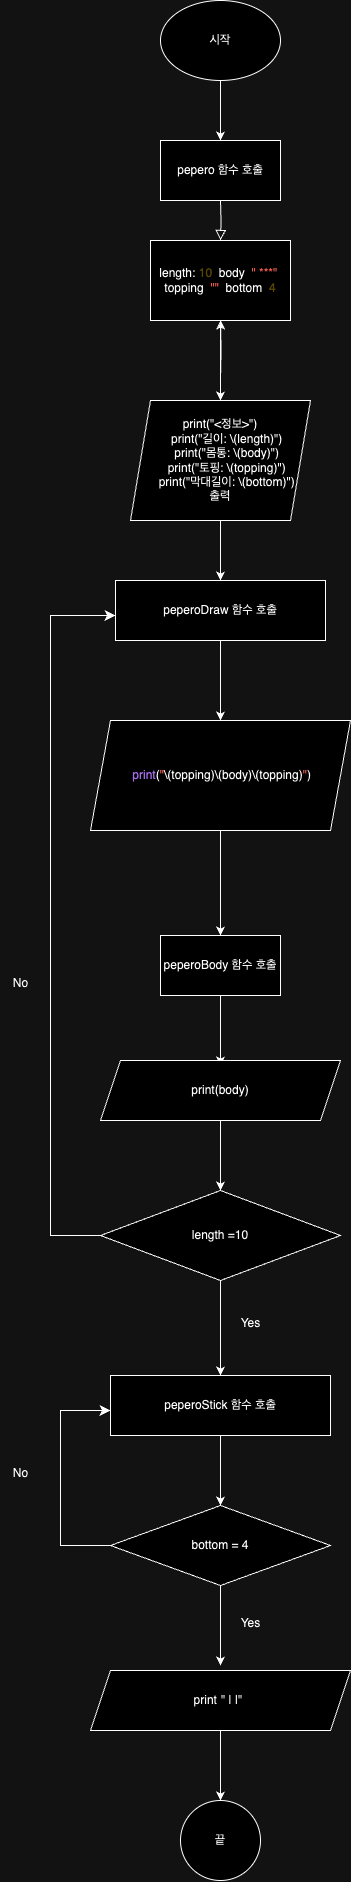 시작
pepero 함수 호출
length: 10 body " ***"
topping "" bottom 4
print("<정보>")
print("길이: \(length)")
print("몸통: \(body)")
print("토핑: \(topping)")
print("막대길이: \(bottom)")
출력
peperoDraw 함수 호출
print("\(topping)\(body)\(topping)")
peperoBody 함수 호출
No
print(body)
length =10
Yes
peperoStick 함수 호출
No
bottom = 4
Yes
print " | |"
끝